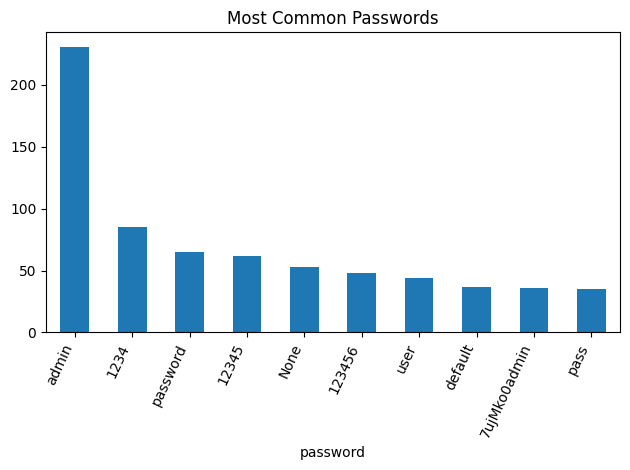 Most Common Passwords
200
150
100
50
0
admin
1234
password
12345
None
123456
user
default
7ujMko0admin
pass
password